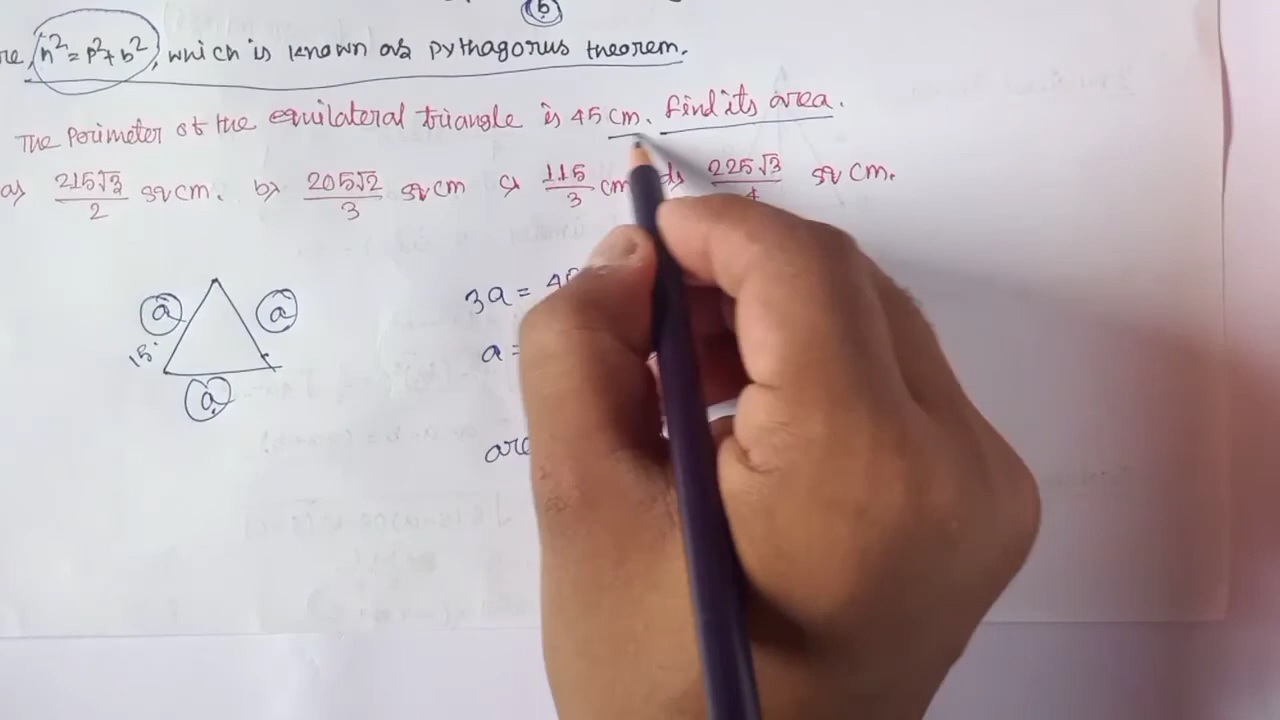 b
re, h² = p² + b², which is known as pythagorus theorem.
The Perimeter of the equilateral triangle is 45 cm. Find its area.
a) 215√3/2 sq cm. b) 205√2/3 sq cm c) 115/3 cm d) 225√3/4 sq cm.
a a
15
a
3a = 45
a =
are